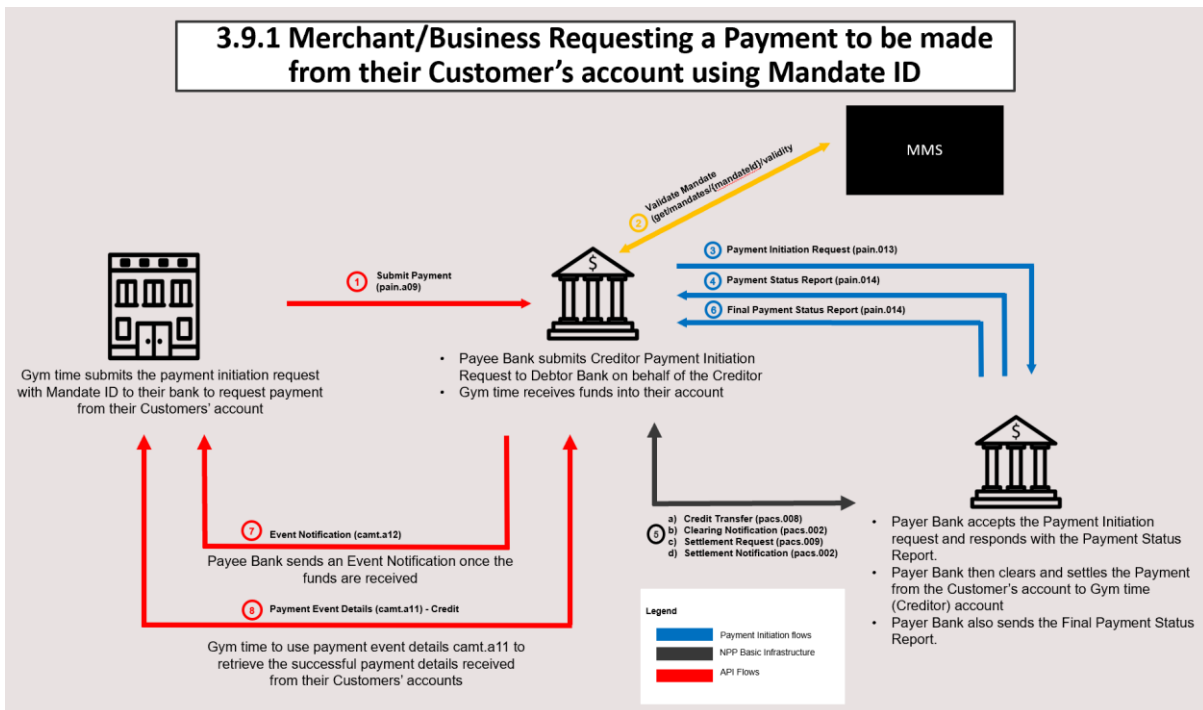 3.9.1 Merchant/Business Requesting a Payment to be made
from their Customer's account using Mandate ID
MMS
Validate Mandate
(get/mandates/{mandateId}/validity
2
1
Submit Payment
(pain.a09)
3
Payment Initiation Request (pain.013)
4
Payment Status Report (pain.014)
6
Final Payment Status Report (pain.014)
$
Gym time submits the payment initiation request
with Mandate ID to their bank to request payment
from their Customers' account
• Payee Bank submits Creditor Payment Initiation
Request to Debtor Bank on behalf of the Creditor
• Gym time receives funds into their account
$
5
a) Credit Transfer (pacs.008)
b) Clearing Notification (pacs.002)
c) Settlement Request (pacs.009)
d) Settlement Notification (pacs.002)
• Payer Bank accepts the Payment Initiation
request and responds with the Payment Status
Report.
• Payer Bank then clears and settles the Payment
from the Customer's account to Gym time
(Creditor) account
• Payer Bank also sends the Final Payment Status
Report.
7
Event Notification (camt.a12)
Payee Bank sends an Event Notification once the
funds are received
8
Payment Event Details (camt.a11) - Credit
Gym time to use payment event details camt.a11 to
retrieve the successful payment details received
from their Customers' accounts
Legend
Payment Initiation flows
NPP Basic Infrastructure
API Flows